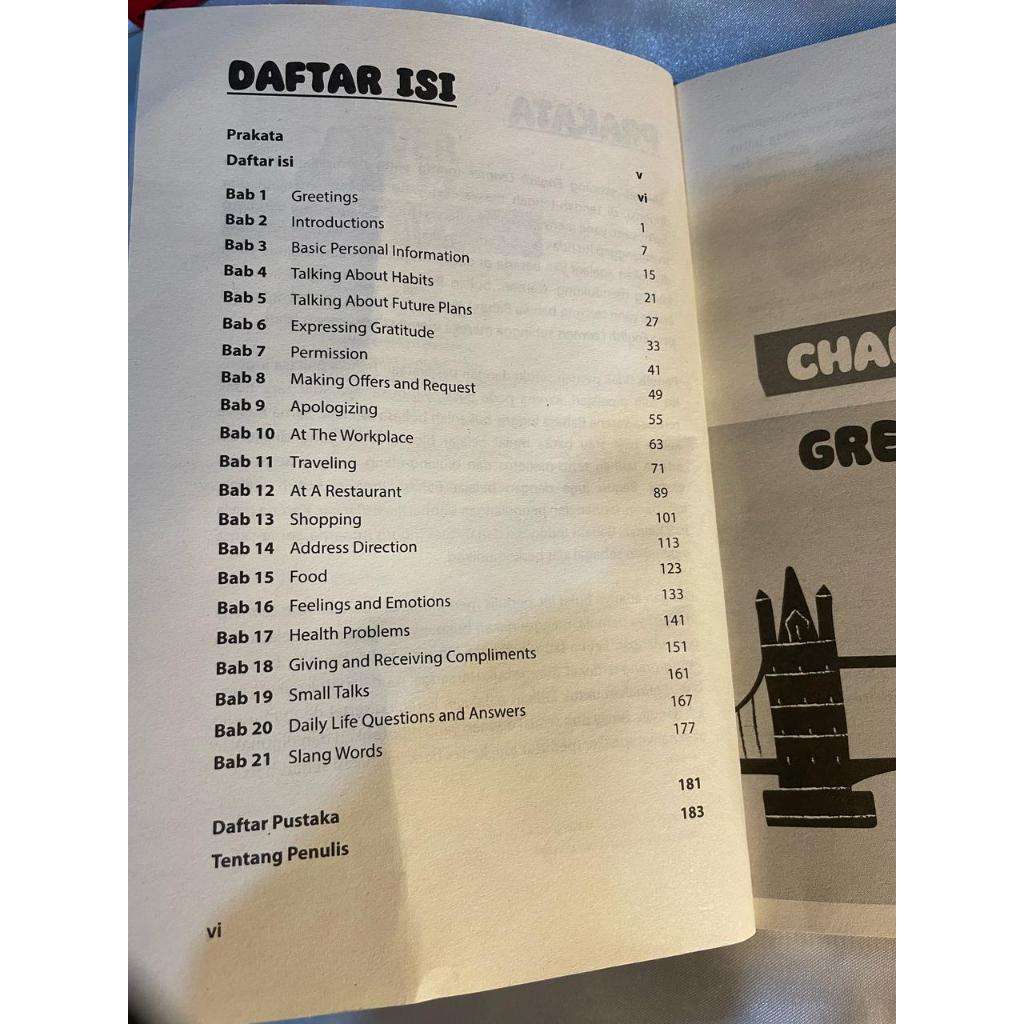 DAFTAR ISI
Prakata v
Daftar isi vi
Bab 1 Greetings 1
Bab 2 Introductions 7
Bab 3 Basic Personal Information 15
Bab 4 Talking About Habits 21
Bab 5 Talking About Future Plans 27
Bab 6 Expressing Gratitude 33
Bab 7 Permission 41
Bab 8 Making Offers and Request 49
Bab 9 Apologizing 55
Bab 10 At The Workplace 63
Bab 11 Traveling 71
Bab 12 At A Restaurant 89
Bab 13 Shopping 101
Bab 14 Address Direction 113
Bab 15 Food 123
Bab 16 Feelings and Emotions 133
Bab 17 Health Problems 141
Bab 18 Giving and Receiving Compliments 151
Bab 19 Small Talks 161
Bab 20 Daily Life Questions and Answers 167
Bab 21 Slang Words 177
Daftar Pustaka 181
Tentang Penulis 183
vi
CHA
GRE